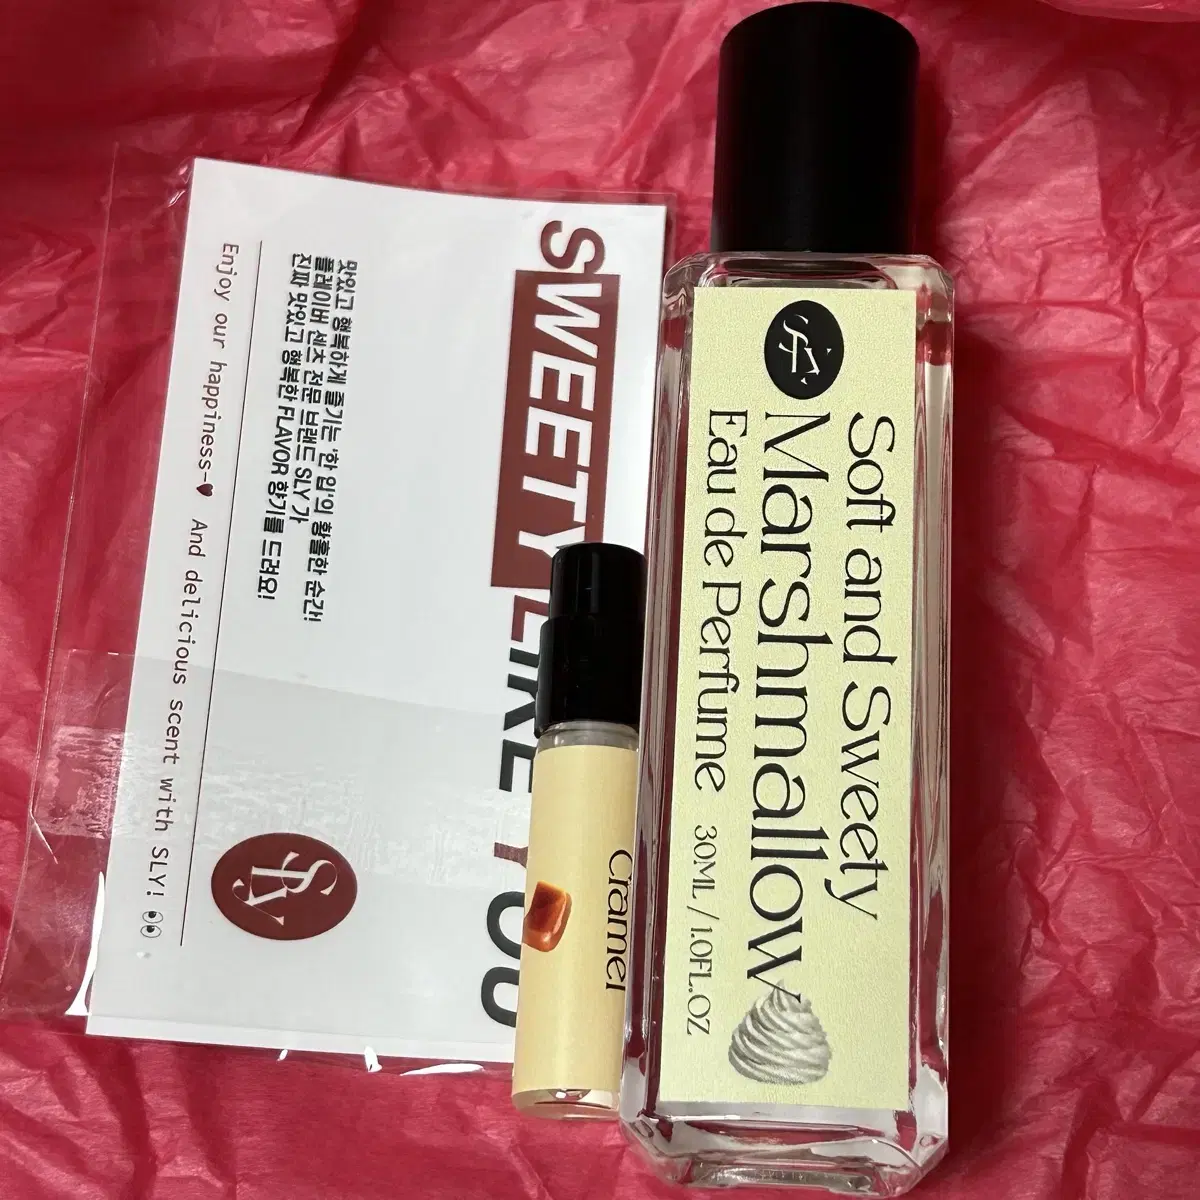 SWEETY LIKE YOU
맛있고 행복하게 즐기는 '한 입'의 황홀한 순간!
플레이버 센츠 전문 브랜드 SLY 가
진짜 맛있고 행복한 FLAVOR 향기를 드려요!
Enjoy our happiness~♥ And delicious scent with SLY! 👀
SLY
Cramel
Soft and Sweety
Marshmallow
Eau de Perfume 30ML / 1.0FL.OZ